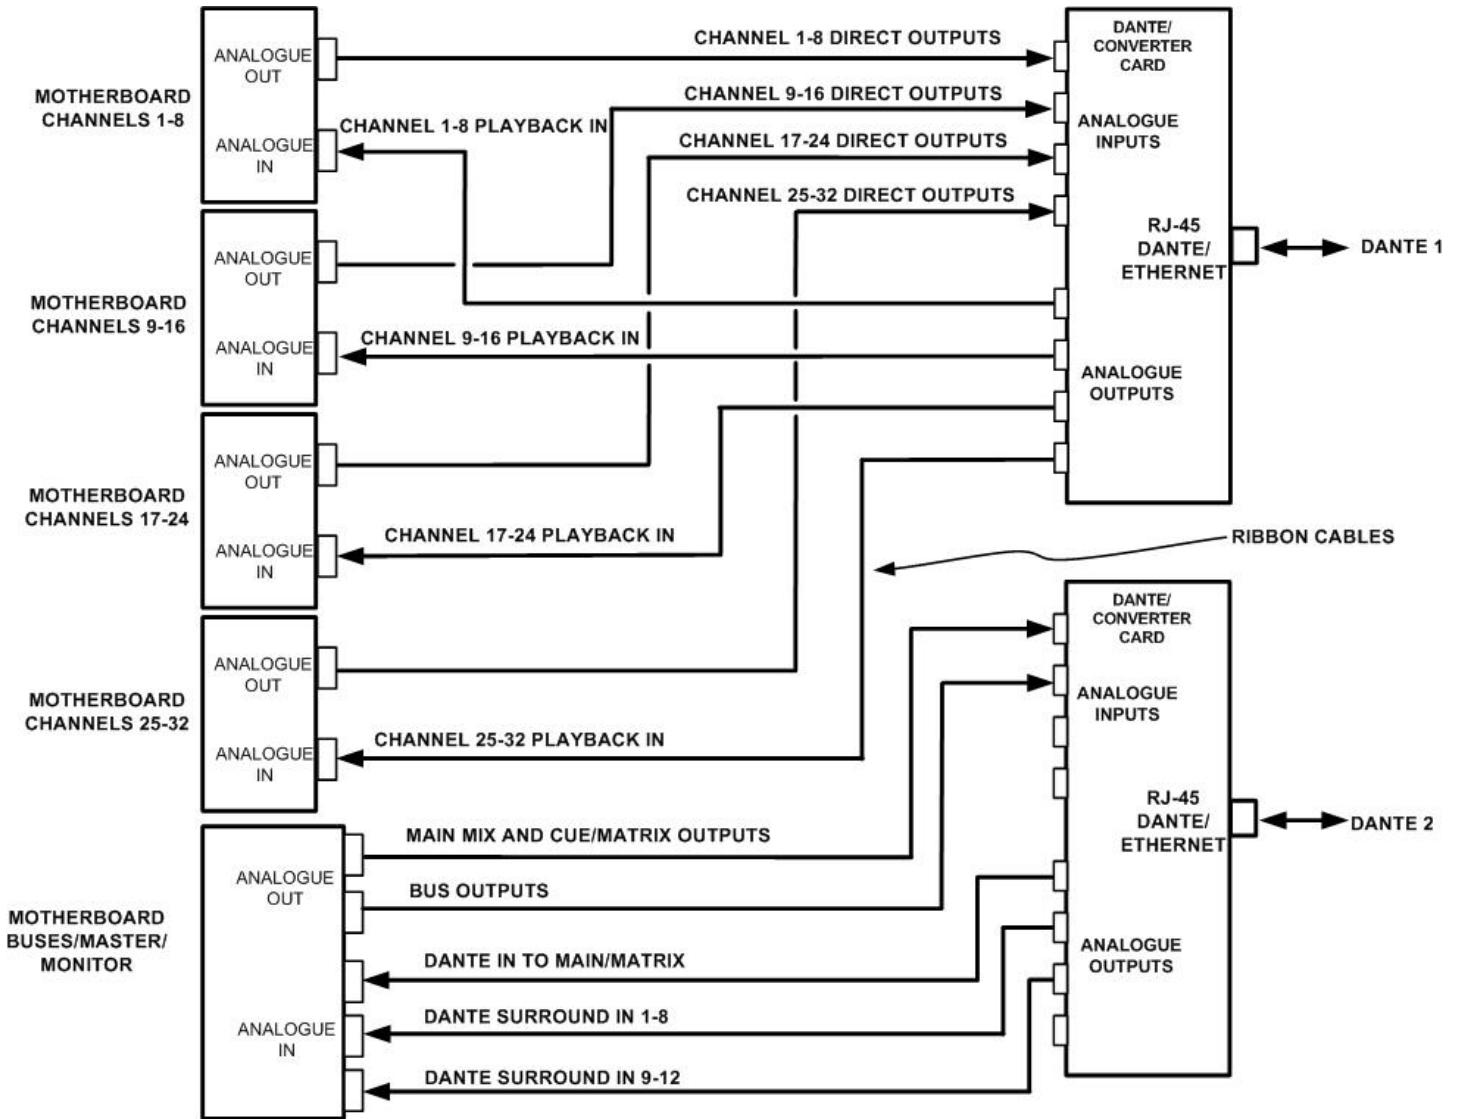 MOTHERBOARD
CHANNELS 1-8
ANALOGUE
OUT
ANALOGUE
IN
CHANNEL 1-8 DIRECT OUTPUTS
CHANNEL 9-16 DIRECT OUTPUTS
CHANNEL 1-8 PLAYBACK IN
CHANNEL 17-24 DIRECT OUTPUTS
CHANNEL 25-32 DIRECT OUTPUTS
DANTE/
CONVERTER
CARD
ANALOGUE
INPUTS
RJ-45
DANTE/
ETHERNET
DANTE 1
ANALOGUE
OUTPUTS
MOTHERBOARD
CHANNELS 9-16
ANALOGUE
OUT
ANALOGUE
IN
CHANNEL 9-16 PLAYBACK IN
MOTHERBOARD
CHANNELS 17-24
ANALOGUE
OUT
ANALOGUE
IN
CHANNEL 17-24 PLAYBACK IN
RIBBON CABLES
MOTHERBOARD
CHANNELS 25-32
ANALOGUE
OUT
ANALOGUE
IN
CHANNEL 25-32 PLAYBACK IN
DANTE/
CONVERTER
CARD
ANALOGUE
INPUTS
RJ-45
DANTE/
ETHERNET
DANTE 2
ANALOGUE
OUTPUTS
MOTHERBOARD
BUSES/MASTER/
MONITOR
ANALOGUE
OUT
ANALOGUE
IN
MAIN MIX AND CUE/MATRIX OUTPUTS
BUS OUTPUTS
DANTE IN TO MAIN/MATRIX
DANTE SURROUND IN 1-8
DANTE SURROUND IN 9-12